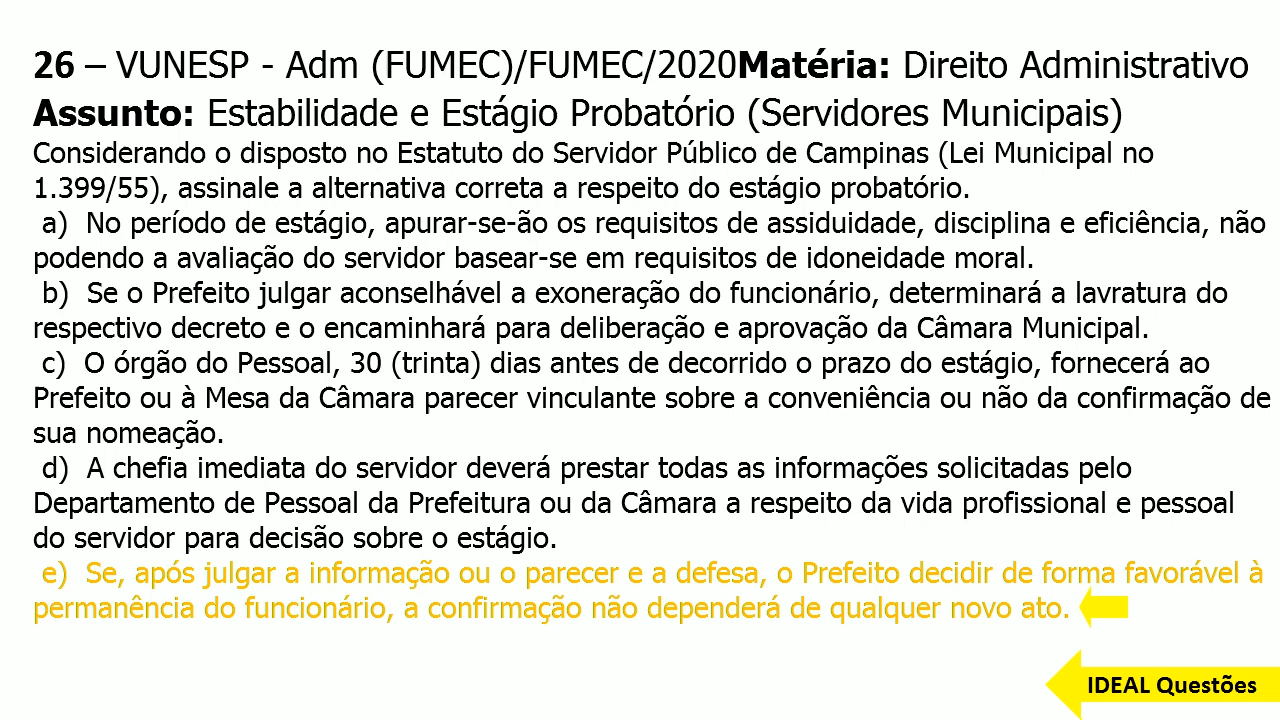 26 – VUNESP - Adm (FUMEC)/FUMEC/2020Matéria: Direito Administrativo
Assunto: Estabilidade e Estágio Probatório (Servidores Municipais)
Considerando o disposto no Estatuto do Servidor Público de Campinas (Lei Municipal no
1.399/55), assinale a alternativa correta a respeito do estágio probatório.
a) No período de estágio, apurar-se-ão os requisitos de assiduidade, disciplina e eficiência, não
podendo a avaliação do servidor basear-se em requisitos de idoneidade moral.
b) Se o Prefeito julgar aconselhável a exoneração do funcionário, determinará a lavratura do
respectivo decreto e o encaminhará para deliberação e aprovação da Câmara Municipal.
c) O órgão do Pessoal, 30 (trinta) dias antes de decorrido o prazo do estágio, fornecerá ao
Prefeito ou à Mesa da Câmara parecer vinculante sobre a conveniência ou não da confirmação de
sua nomeação.
d) A chefia imediata do servidor deverá prestar todas as informações solicitadas pelo
Departamento de Pessoal da Prefeitura ou da Câmara a respeito da vida profissional e pessoal
do servidor para decisão sobre o estágio.
e) Se, após julgar a informação ou o parecer e a defesa, o Prefeito decidir de forma favorável à
permanência do funcionário, a confirmação não dependerá de qualquer novo ato.
IDEAL Questões